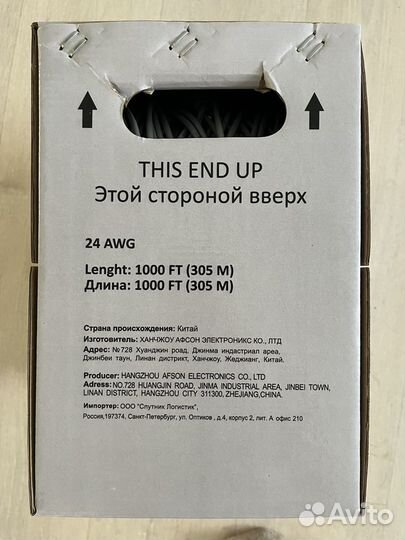 THIS END UP
Этой стороной вверх
24 AWG
Lenght: 1000 FT (305 M)
Длина: 1000 FT (305 M)
Страна происхождения: Китай
Изготовитель: ХАНЧЖОУ АФСОН ЭЛЕКТРОНИКС КО., ЛТД
Адрес: №728 Хуанджин роад, Джинма индастриал ареа,
Джинбеи таун, Линан дистрикт, Ханчжоу, Жеджианг, Китай.
Producer: HANGZHOU AFSON ELECTRONICS CO., LTD
Adress: NO.728 HUANGJIN ROAD, JINMA INDUSTRIAL AREA, JINBEI TOWN,
LINAN DISTRICT, HANGZHOU CITY 311300, ZHEJIANG,CHINA.
Импортер: ООО "Спутник Логистик",
Россия,197374, Санкт-Петербург, ул. Оптиков , д.4, корпус 2, лит. А офис 210
Avito